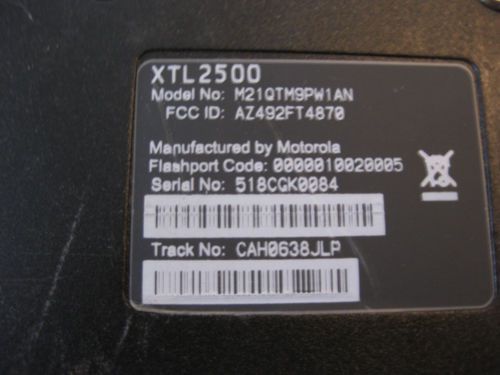 XTL2500
Model No: M21QTM9PW1AN
FCC ID: AZ492FT4870
Manufactured by Motorola
Flashport Code: 0000010020005
Serial No: 518CGK0084
Track No: CAH0638JLP